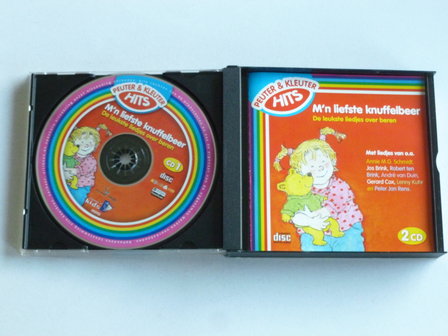 PEUTER & KLEUTER
HITS
M'n liefste knuffelbeer
De leukste liedjes over beren
CD 1
disc
kids
PEUTER & KLEUTER
HITS
M'n liefste knuffelbeer
De leukste liedjes over beren
Met liedjes van o.a.
Annie M.G. Schmidt,
Jos Brink, Robert ten
Brink, André van Duin,
Gerard Cox, Lenny Kuhr
en Peter Jan Rens
disc
2 CD